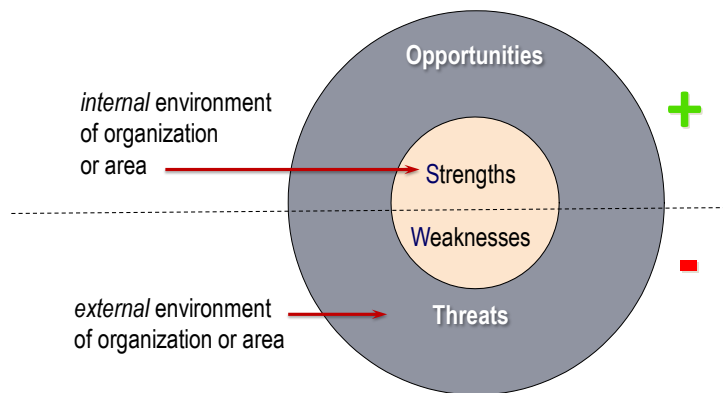 Opportunities
+
internal environment
of organization
or area
Strengths
Weaknesses
-
external environment
of organization or area
Threats